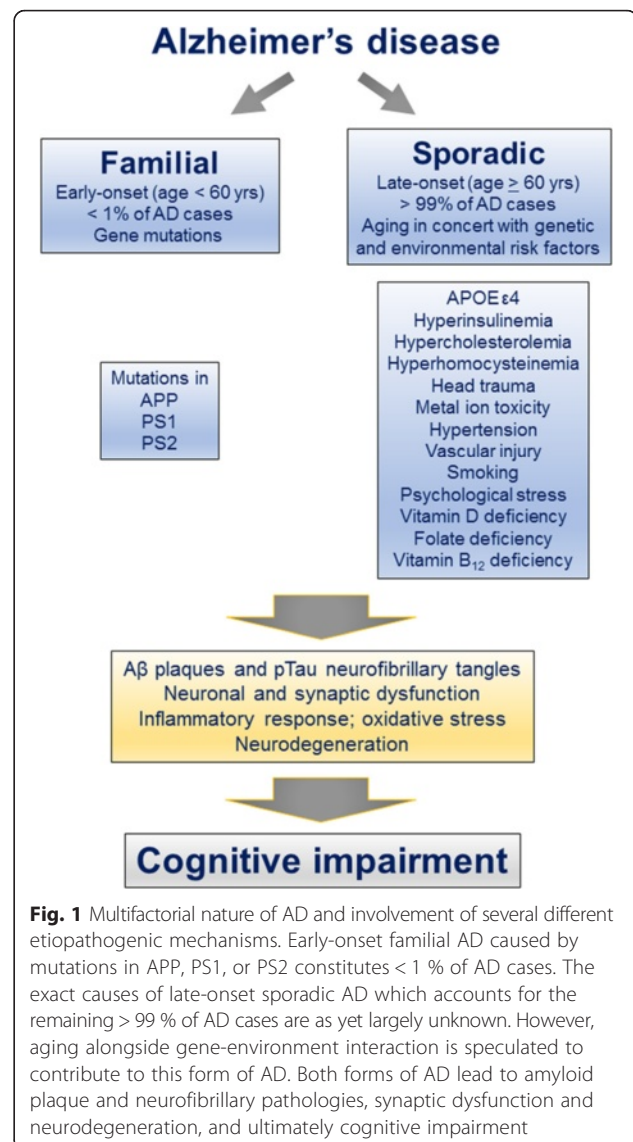 Alzheimer's disease
Familial
Early-onset (age < 60 yrs)
< 1% of AD cases
Gene mutations
Sporadic
Late-onset (age ≥ 60 yrs)
> 99% of AD cases
Aging in concert with genetic
and environmental risk factors
Mutations in
APP
PS1
PS2
APOE ε4
Hyperinsulinemia
Hypercholesterolemia
Hyperhomocysteinemia
Head trauma
Metal ion toxicity
Hypertension
Vascular injury
Smoking
Psychological stress
Vitamin D deficiency
Folate deficiency
Vitamin B₁₂ deficiency
Aβ plaques and pTau neurofibrillary tangles
Neuronal and synaptic dysfunction
Inflammatory response; oxidative stress
Neurodegeneration
Cognitive impairment
Fig. 1 Multifactorial nature of AD and involvement of several different
etiopathogenic mechanisms. Early-onset familial AD caused by
mutations in APP, PS1, or PS2 constitutes < 1 % of AD cases. The
exact causes of late-onset sporadic AD which accounts for the
remaining > 99 % of AD cases are as yet largely unknown. However,
aging alongside gene-environment interaction is speculated to
contribute to this form of AD. Both forms of AD lead to amyloid
plaque and neurofibrillary pathologies, synaptic dysfunction and
neurodegeneration, and ultimately cognitive impairment